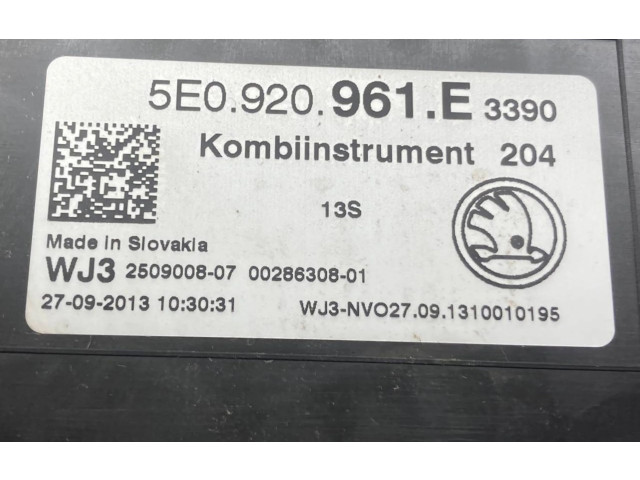 5E0.920.961.E 3390
Kombiinstrument 204
13S
Made in Slovakia
WJ3 2509008-07 00286308-01
27-09-2013 10:30:31 WJ3-NVO27.09.1310010195